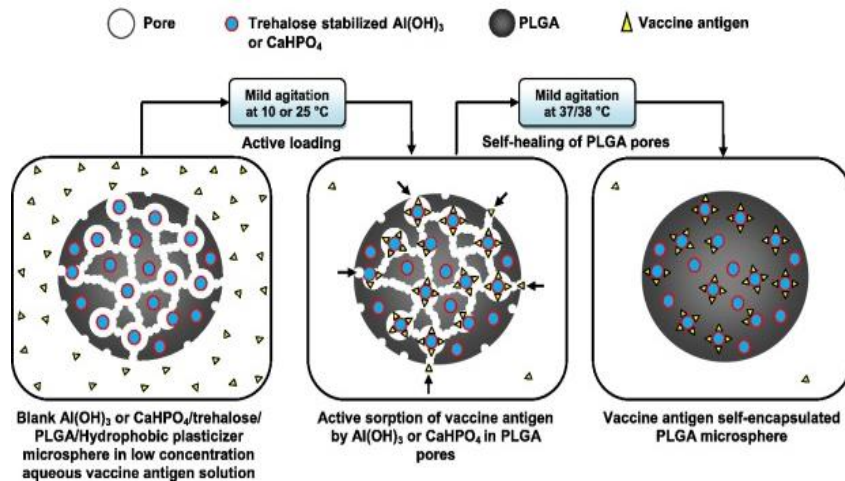 Pore
Trehalose stabilized Al(OH)₃
or CaHPO₄
PLGA
Vaccine antigen
Mild agitation
at 10 or 25 °C
Active loading
Mild agitation
at 37/38 °C
Self-healing of PLGA pores
Blank Al(OH)₃ or CaHPO₄/trehalose/
PLGA/Hydrophobic plasticizer
microsphere in low concentration
aqueous vaccine antigen solution
Active sorption of vaccine antigen
by Al(OH)₃ or CaHPO₄ in PLGA
pores
Vaccine antigen self-encapsulated
PLGA microsphere